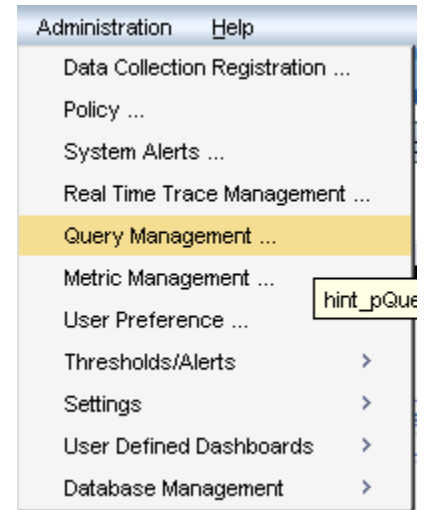 Administration Help
Data Collection Registration ...
Policy ...
System Alerts ...
Real Time Trace Management ...
Query Management ...
Metric Management ...
hint_pQue
User Preference ...
Thresholds/Alerts
Settings
User Defined Dashboards
Database Management